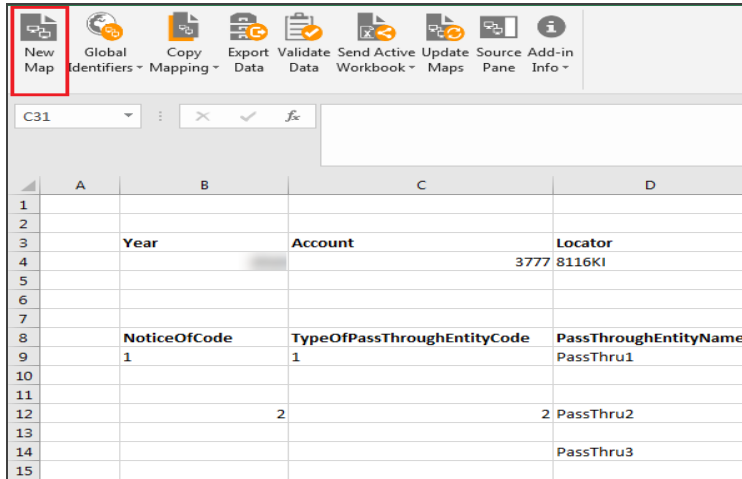 New Map
Global Identifiers
Copy Mapping
Export Data
Validate Data
Send Active Workbook
Update Maps
Source Pane
Add-in Info
C31 fx
A B C D
1
2
3 Year Account Locator
4 3777 8116KI
5
6
7
8 NoticeOfCode TypeOfPassThroughEntityCode PassThroughEntityName
9 1 1 PassThru1
10
11
12 2 2 PassThru2
13
14 PassThru3
15